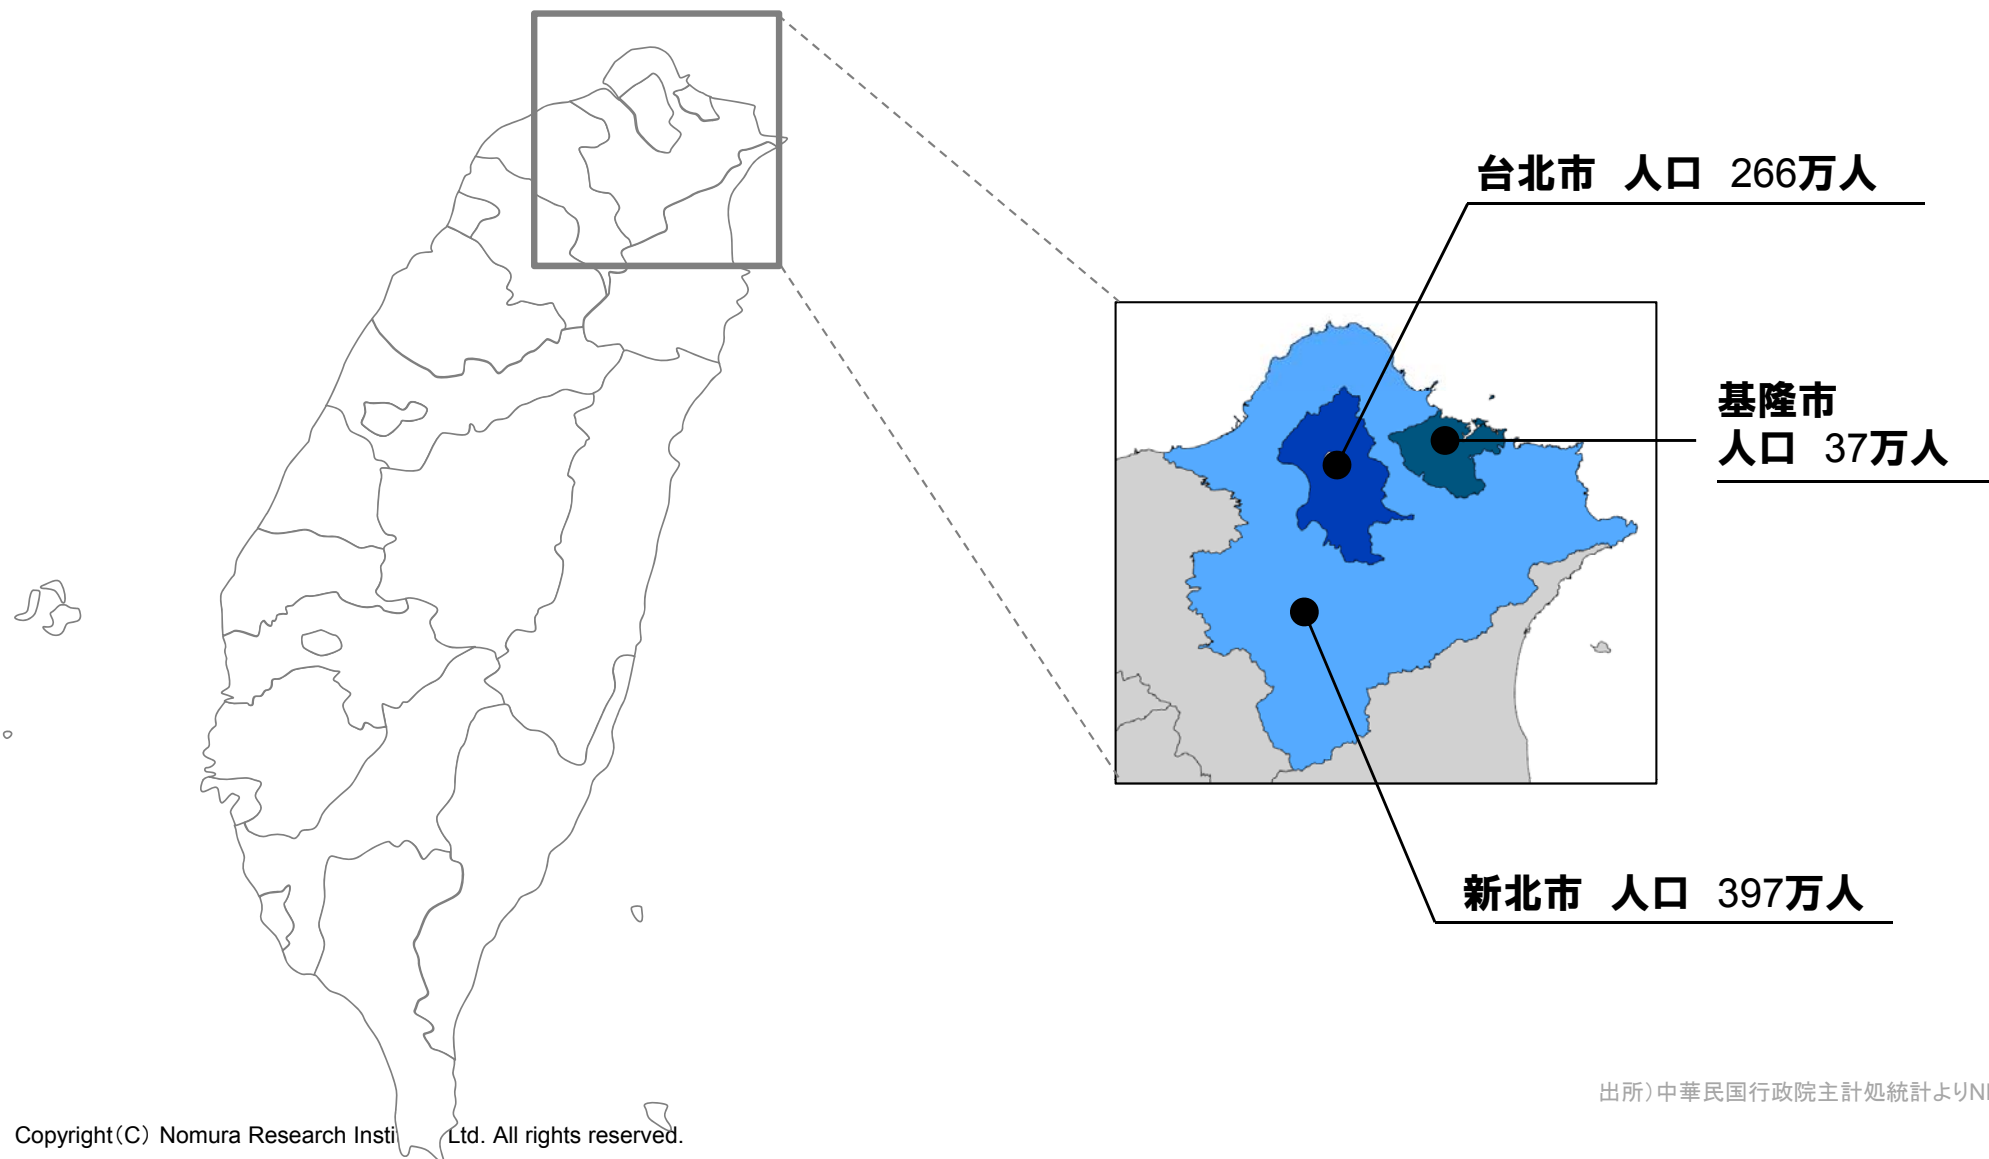 台北市 人口 266万人
基隆市
人口 37万人
新北市 人口 397万人
出所）中華民国行政院主計処統計より
Copyright（C） Nomura Research Insti Ltd. All rights reserved.